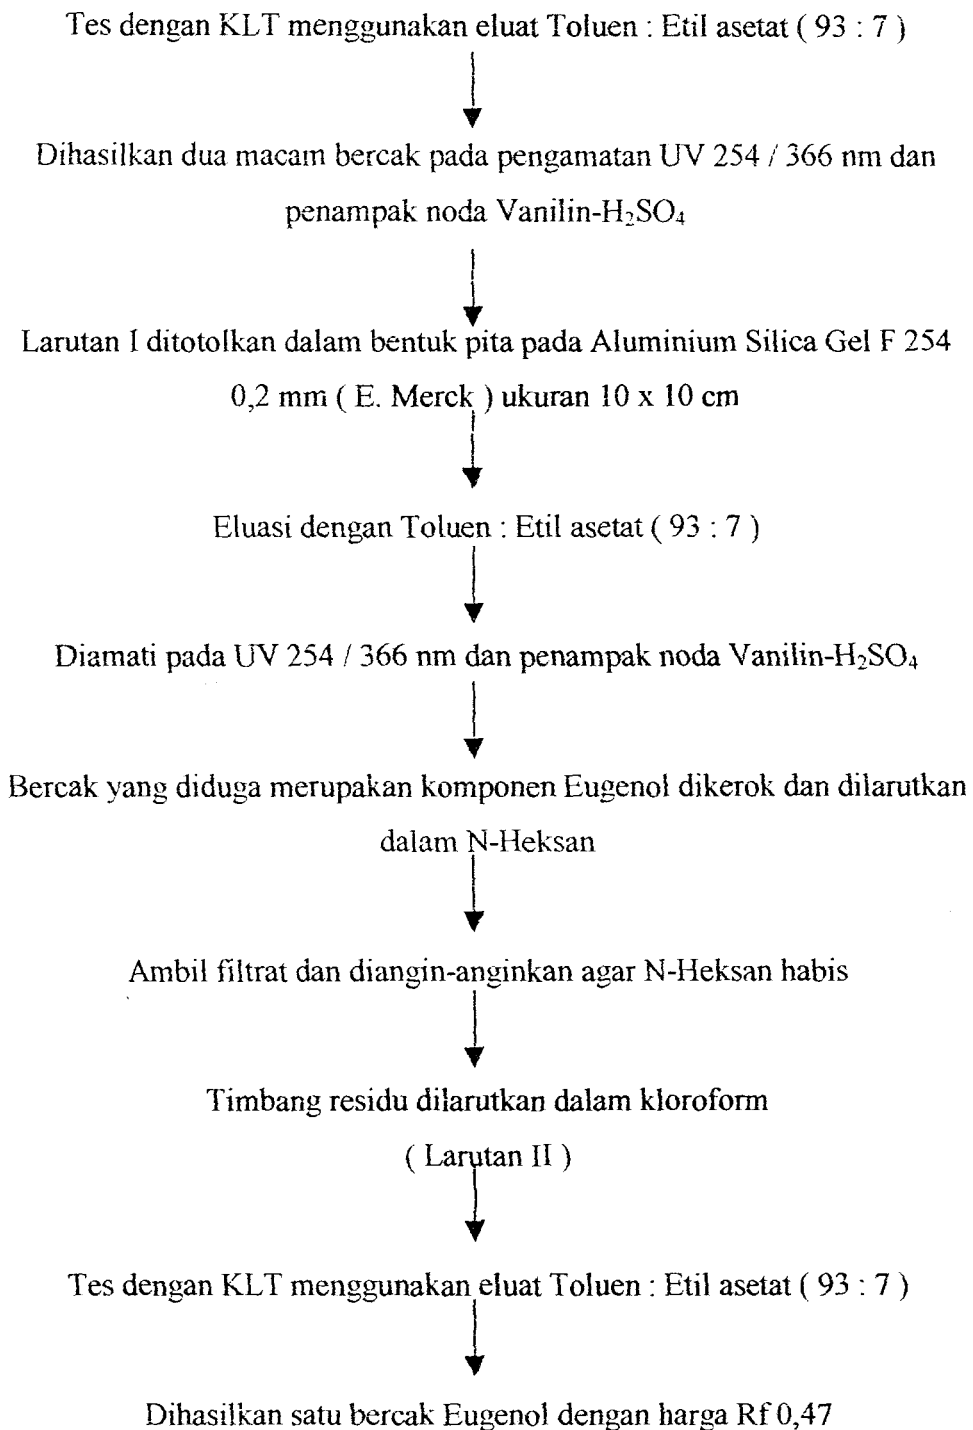 Tes dengan KLT menggunakan eluat Toluen : Etil asetat ( 93 : 7 )
Dihasilkan dua macam bercak pada pengamatan UV 254 / 366 nm dan
penampak noda Vanilin-H₂SO₄
Larutan I ditotolkan dalam bentuk pita pada Aluminium Silica Gel F 254
0,2 mm ( E. Merck ) ukuran 10 x 10 cm
Eluasi dengan Toluen : Etil asetat ( 93 : 7 )
Diamati pada UV 254 / 366 nm dan penampak noda Vanilin-H₂SO₄
Bercak yang diduga merupakan komponen Eugenol dikerok dan dilarutkan
dalam N-Heksan
Ambil filtrat dan diangin-anginkan agar N-Heksan habis
Timbang residu dilarutkan dalam kloroform
( Larutan II )
Tes dengan KLT menggunakan eluat Toluen : Etil asetat ( 93 : 7 )
Dihasilkan satu bercak Eugenol dengan harga Rf 0,47